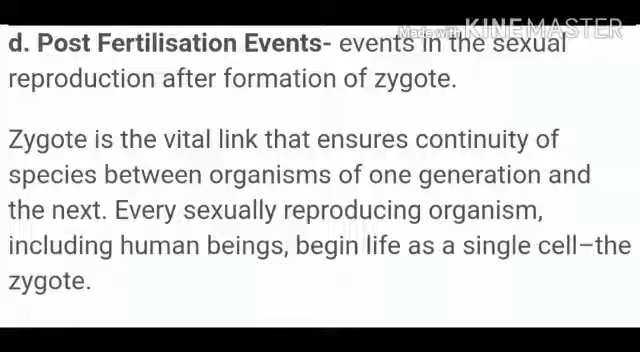 Made with KINEMASTER
d. Post Fertilisation Events- events in the sexual
reproduction after formation of zygote.
Zygote is the vital link that ensures continuity of
species between organisms of one generation and
the next. Every sexually reproducing organism,
including human beings, begin life as a single cell–the
zygote.